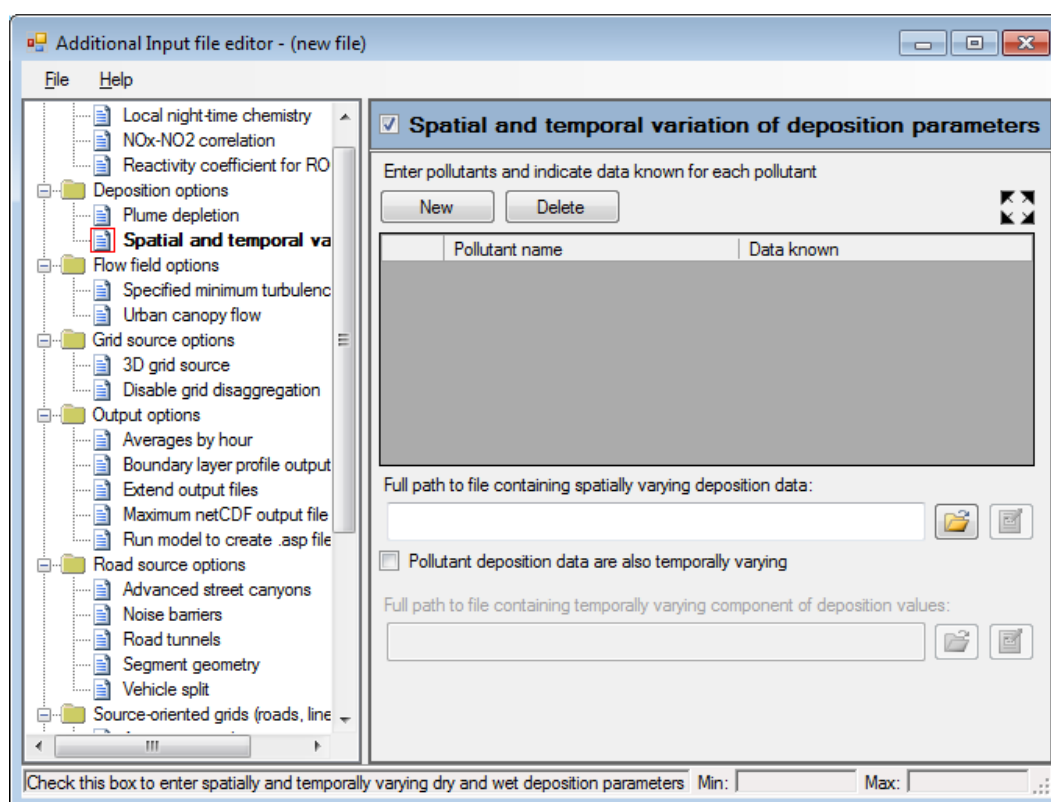 Additional Input file editor - (new file)
File Help
Local night-time chemistry
NOx-NO2 correlation
Reactivity coefficient for RO
Deposition options
Plume depletion
Spatial and temporal va
Flow field options
Specified minimum turbulenc
Urban canopy flow
Grid source options
3D grid source
Disable grid disaggregation
Output options
Averages by hour
Boundary layer profile output
Extend output files
Maximum netCDF output file
Run model to create .asp file
Road source options
Advanced street canyons
Noise barriers
Road tunnels
Segment geometry
Vehicle split
Source-oriented grids (roads, line
Spatial and temporal variation of deposition parameters
Enter pollutants and indicate data known for each pollutant
New Delete
Pollutant name Data known
Full path to file containing spatially varying deposition data:
Pollutant deposition data are also temporally varying
Full path to file containing temporally varying component of deposition values:
Check this box to enter spatially and temporally varying dry and wet deposition parameters Min: Max: